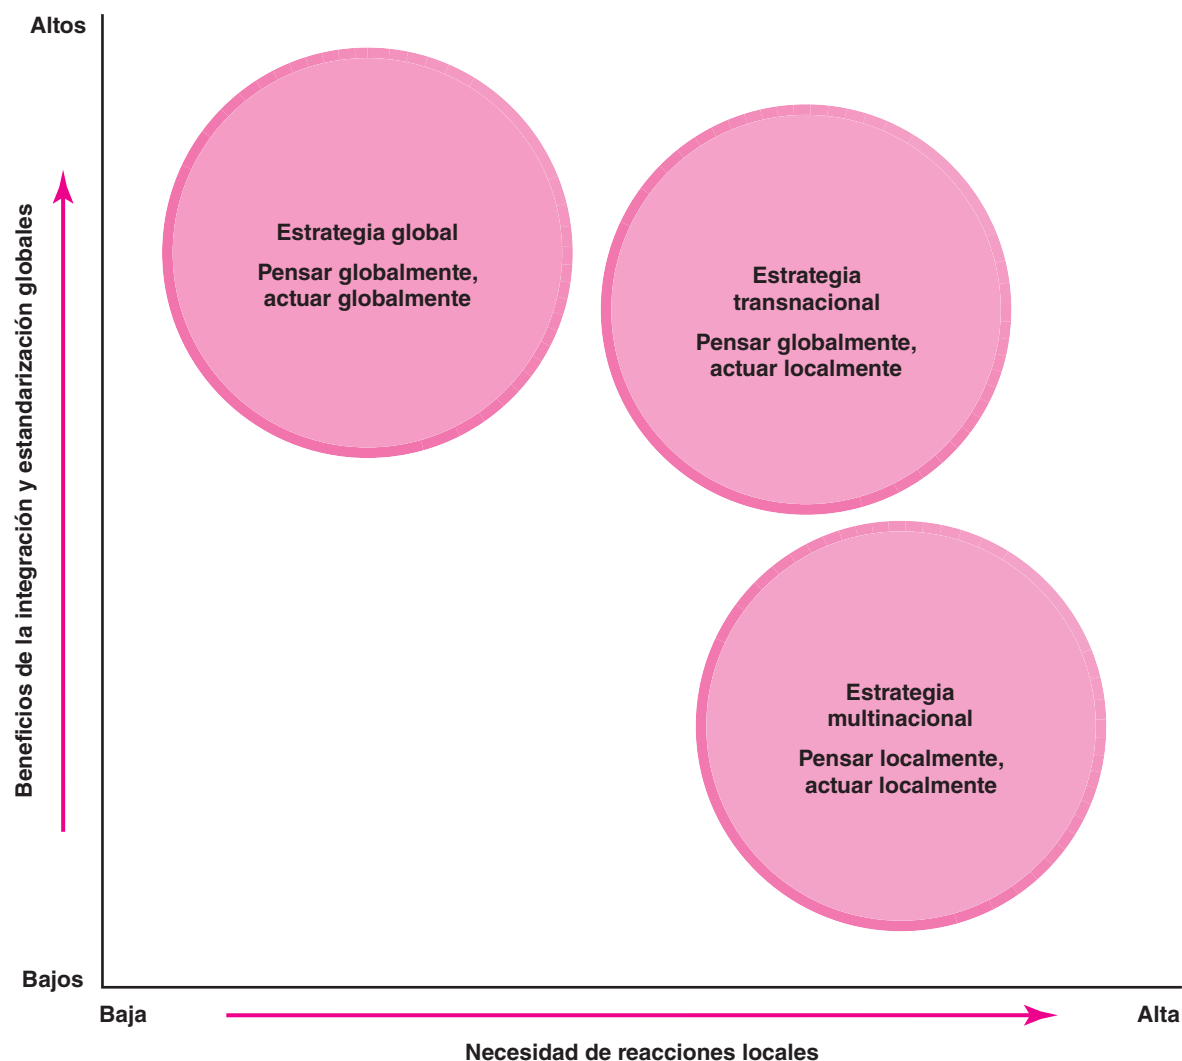 Altos
Beneficios de la integración y estandarización globales
Estrategia global
Pensar globalmente,
actuar globalmente
Estrategia
transnacional
Pensar globalmente,
actuar localmente
Estrategia
multinacional
Pensar localmente,
actuar localmente
Bajos
Baja
Alta
Necesidad de reacciones locales